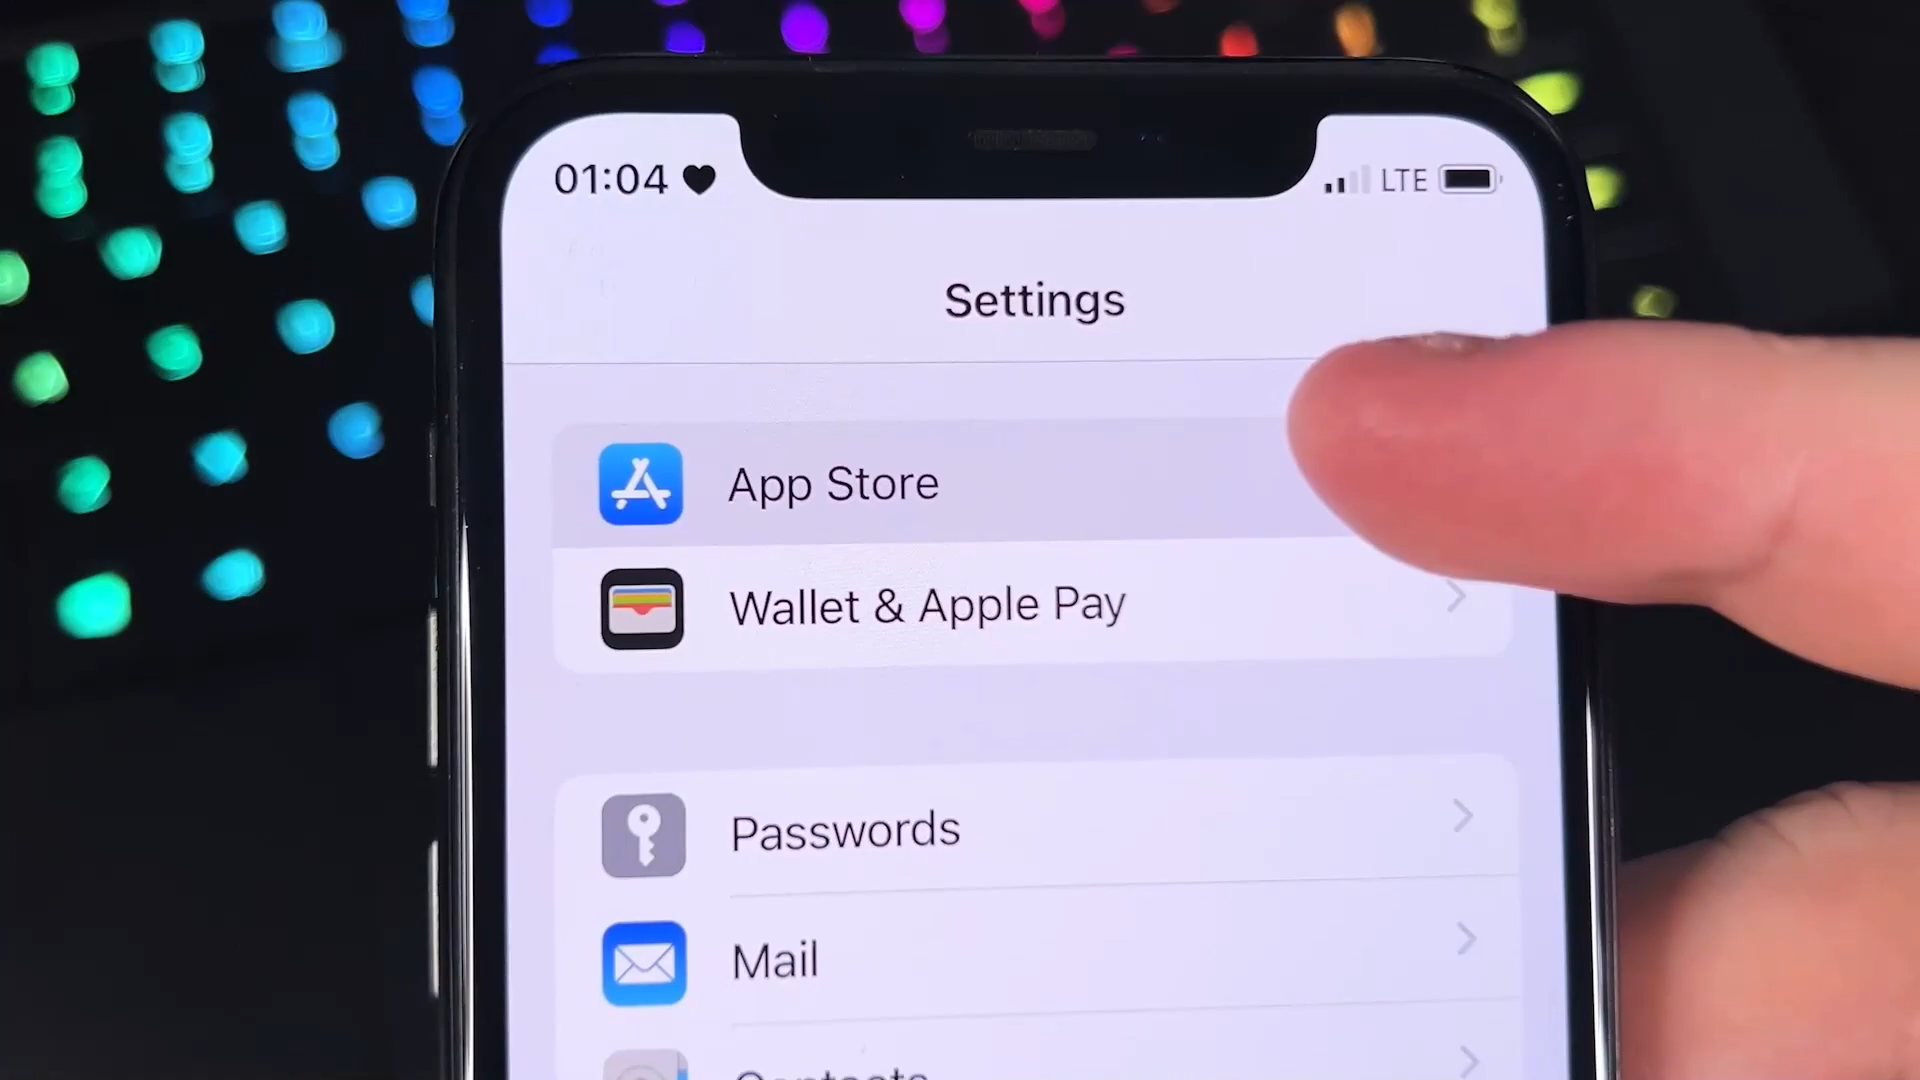 01:04
LTE
Settings
App Store
Wallet & Apple Pay
Passwords
Mail
Contacts